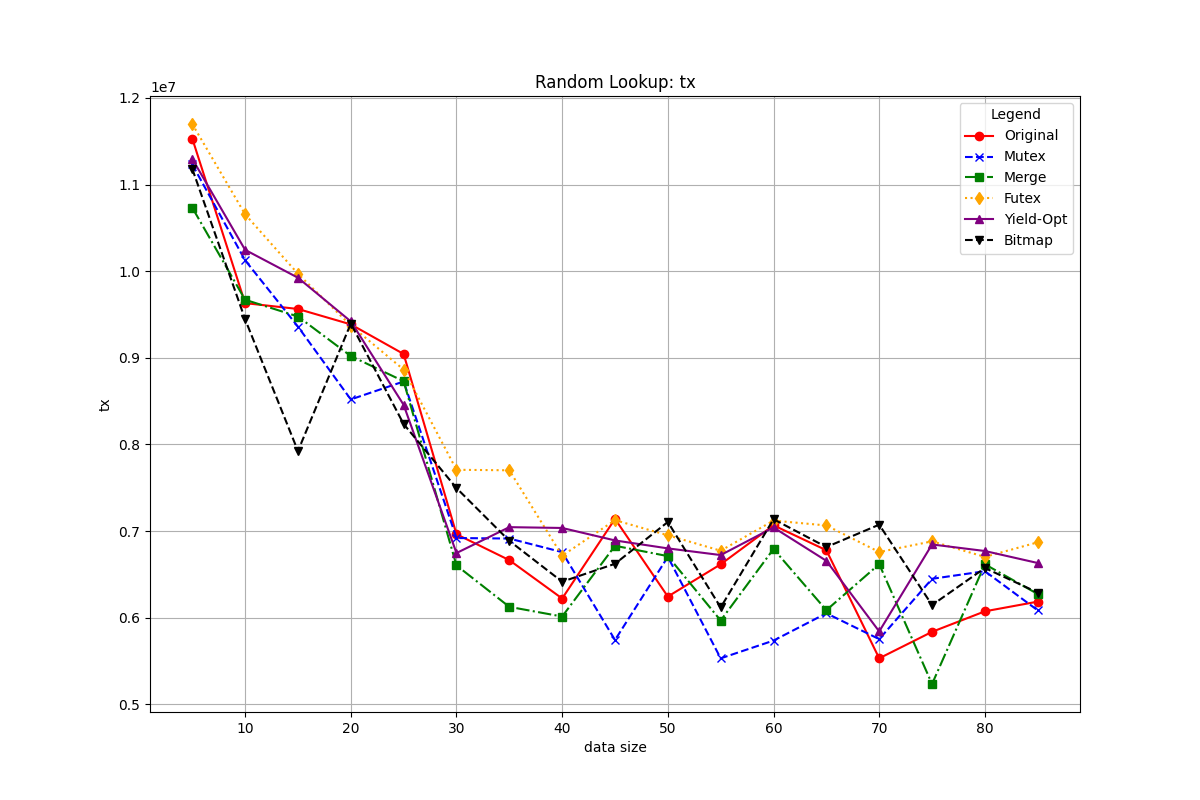 Random Lookup: tx
1e7
1.2
1.1
1.0
0.9
0.8
0.7
0.6
0.5
tx
10 20 30 40 50 60 70 80
data size
Legend
Original
Mutex
Merge
Futex
Yield-Opt
Bitmap